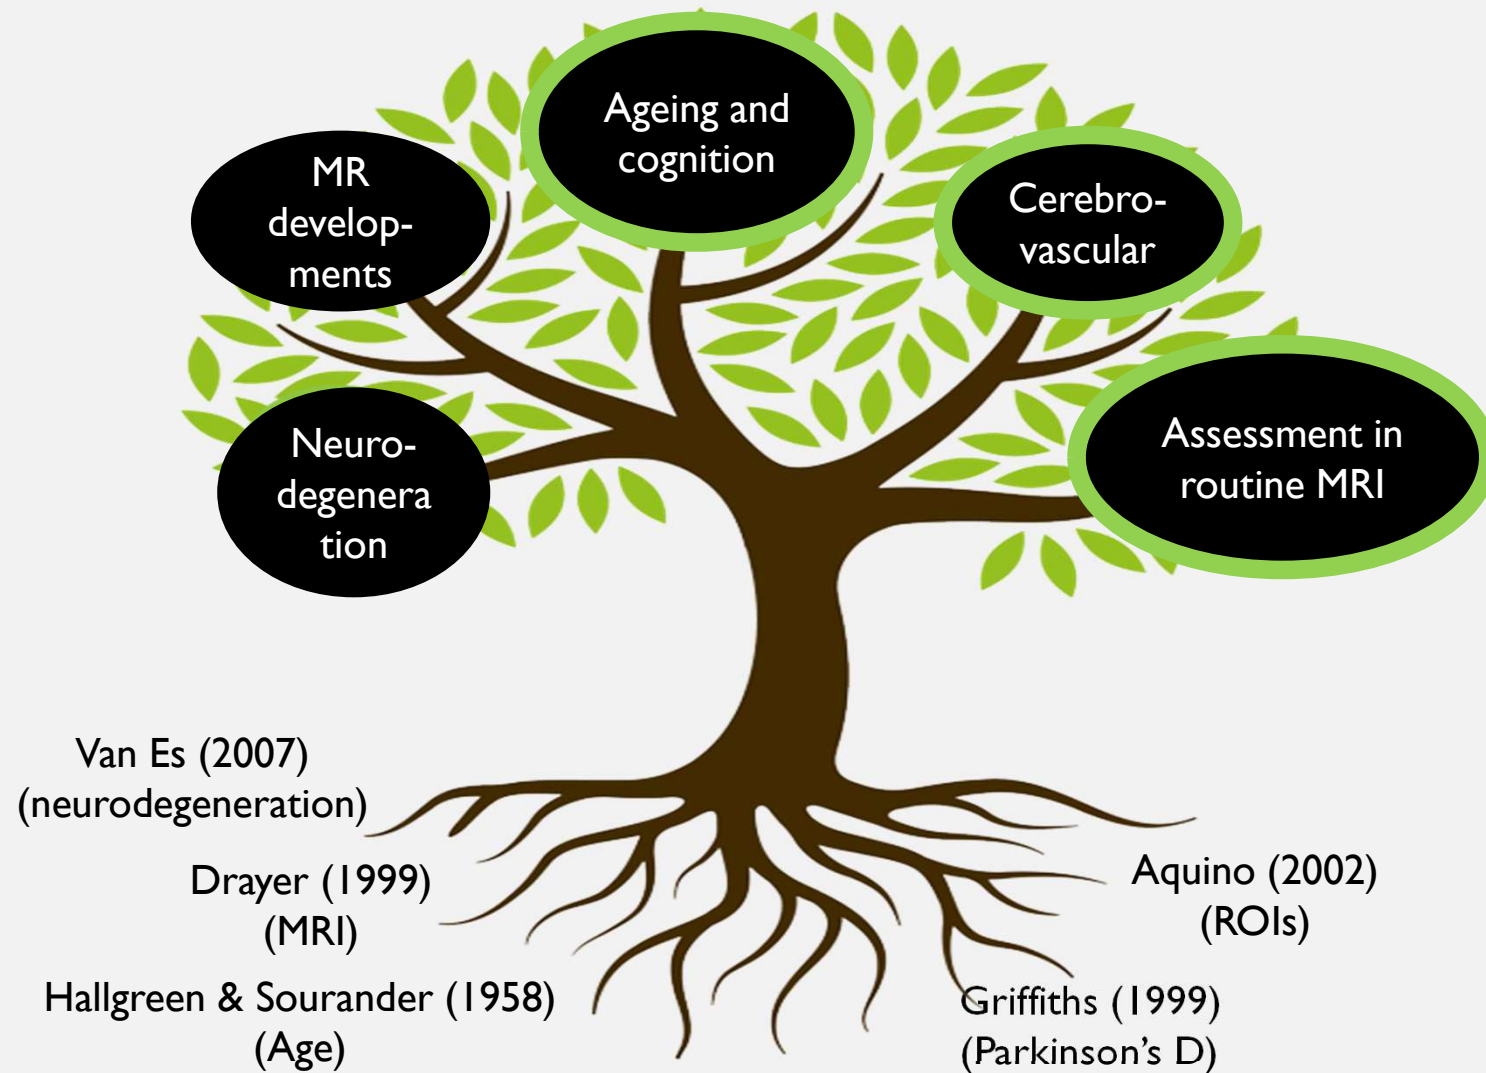 Ageing and
cognition
MR
develop-
ments
Cerebro-
vascular
Neuro-
degenera
tion
Assessment in
routine MRI
Van Es (2007)
(neurodegeneration)
Drayer (1999)
(MRI)
Hallgreen & Sourander (1958)
(Age)
Aquino (2002)
(ROIs)
Griffiths (1999)
(Parkinson's D)